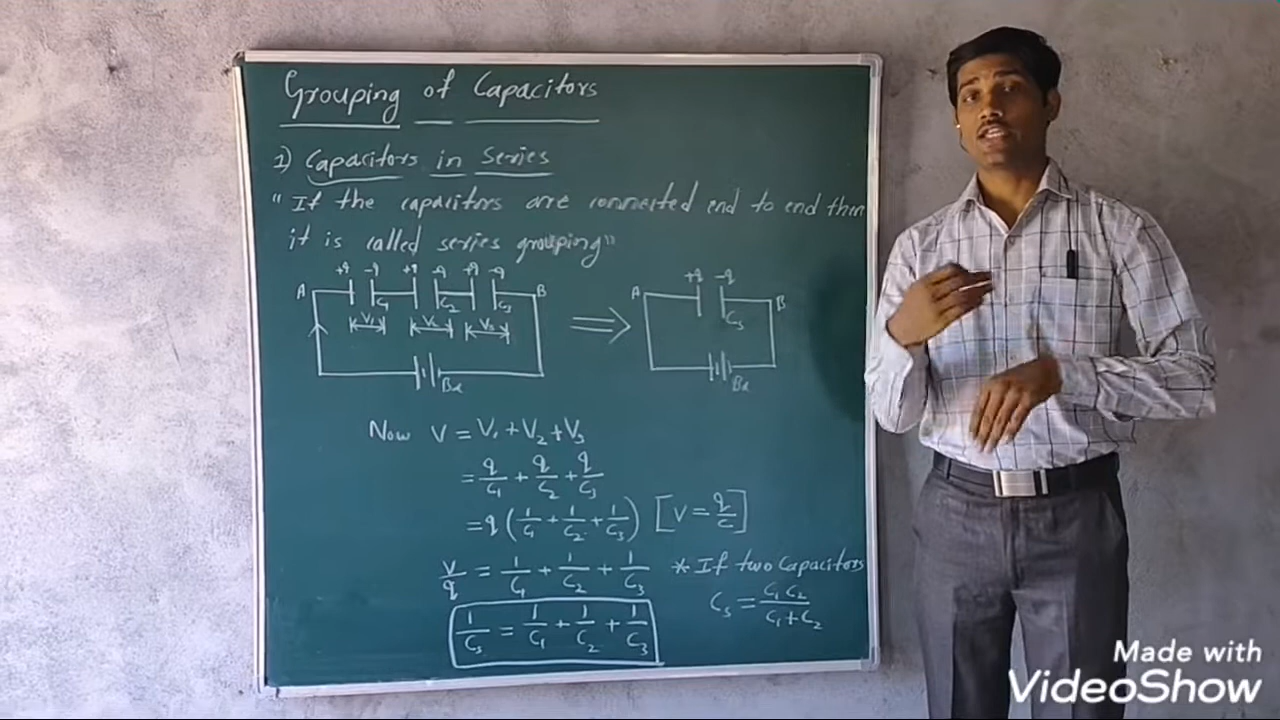 Grouping of Capacitors
1) Capacitors in Series
"If the capacitors are connected end to end then
it is called series grouping"
+q -q +q -q +q -q
A C₁ C₂ C₃ B
V₁ V₂ V₃
Ba
+q -q
A B
Cs
Ba
Now V = V₁ + V₂ + V₃
= q/C₁ + q/C₂ + q/C₃
= q(1/C₁ + 1/C₂ + 1/C₃) [V = q/C]
V/q = 1/C₁ + 1/C₂ + 1/C₃
1/Cs = 1/C₁ + 1/C₂ + 1/C₃
* If two Capacitors
Cs = C₁C₂/C₁+C₂
Made with
VideoShow